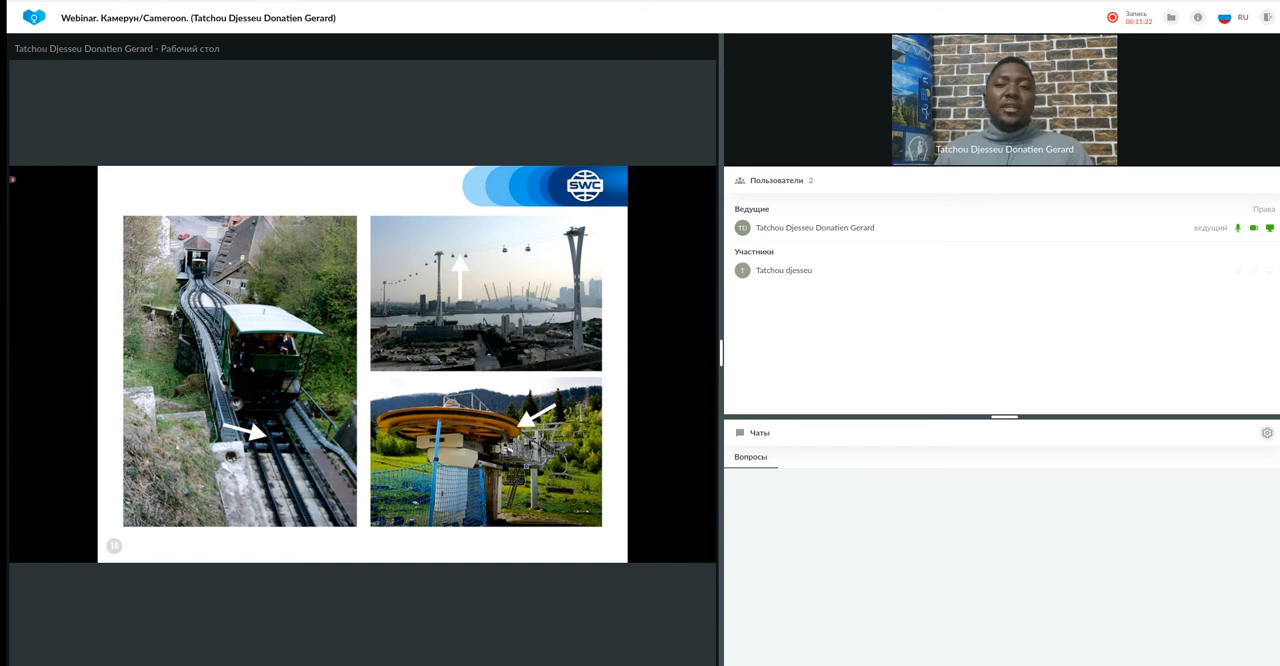 Webinar. Камерун/Cameroon. (Tatchou Djesseu Donatien Gerard)
Запись
00:15:22
RU
Tatchou Djesseu Donatien Gerard - Рабочий стол
SWC
18
Tatchou Djesseu Donatien Gerard
Пользователи 2
Ведущие Права
TD Tatchou Djesseu Donatien Gerard ведущий
Участники
T Tatchou djesseu
Чаты
Вопросы